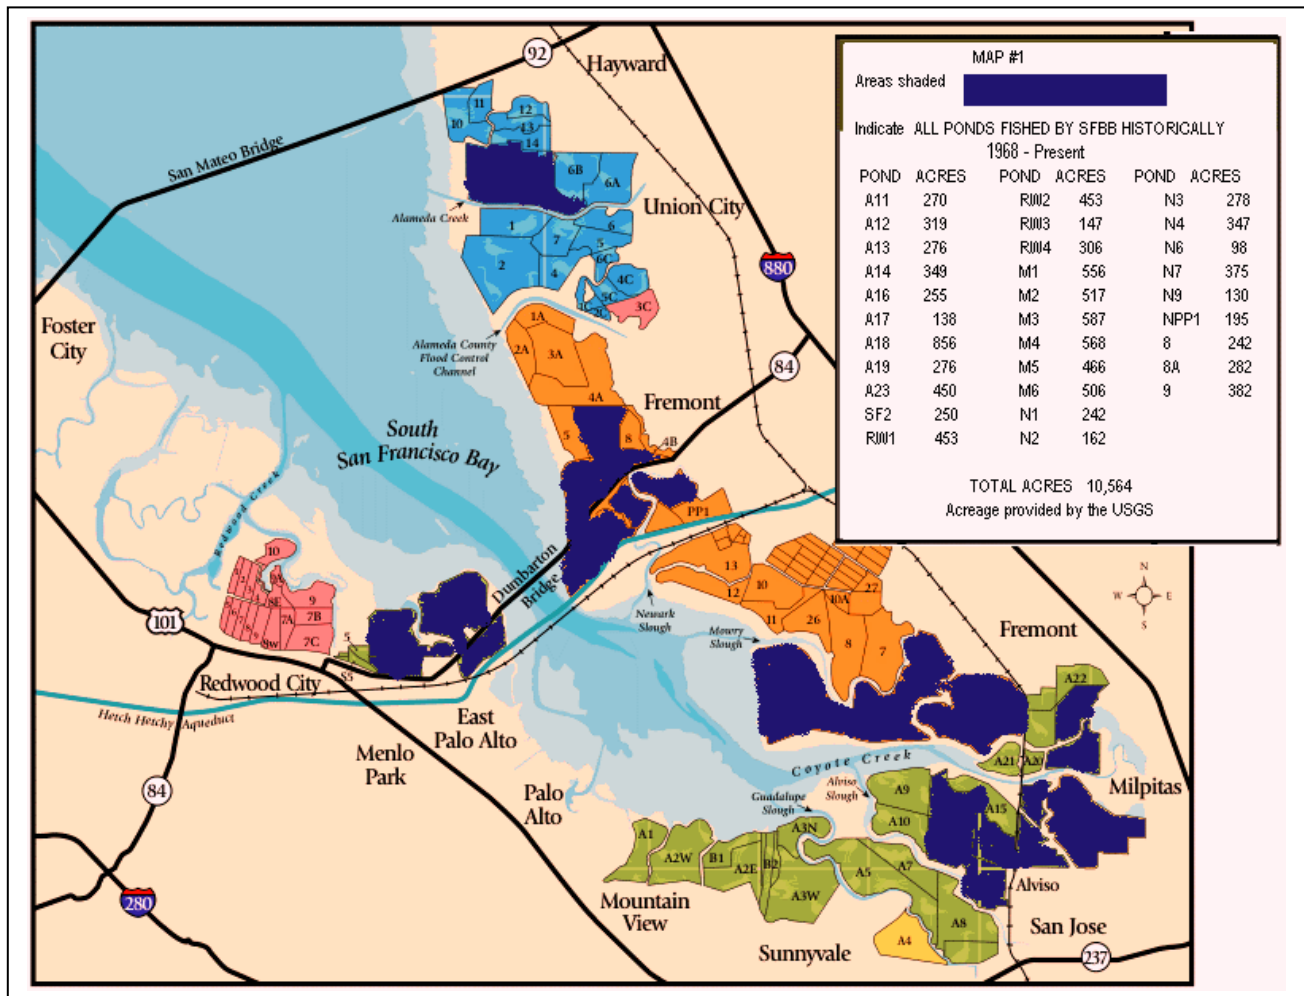 MAP #1
Areas shaded
Indicate ALL PONDS FISHED BY SFBB HISTORICALLY
1968 - Present
POND ACRES POND ACRES POND ACRES
A11 270 RW2 453 N3 278
A12 319 RW3 147 N4 347
A13 276 RW4 306 N6 98
A14 349 M1 556 N7 375
A16 255 M2 517 N9 130
A17 138 M3 587 NPP1 195
A18 856 M4 568 8 242
A19 276 M5 466 8A 282
A23 450 M6 506 9 382
SF2 250 N1 242
RW1 453 N2 162
TOTAL ACRES 10,564
Acreage provided by the USGS
92
Hayward
San Mateo Bridge
11
10
12
13
14
6B
6A
Alameda Creek
Union City
1
6
7
5
2
4
6C
4C
5C
1C
2C
3C
880
Foster
City
Alameda County
Flood Control
Channel
1A
2A
3A
84
4A
Fremont
5
8
4B
South
San Francisco Bay
PP1
Redwood Creek
Dumbarton
Bridge
13
12
10
10A
27
11
26
8
7
Newark
Slough
Mowry
Slough
N
W E
S
Fremont
101
10
9
7A
7B
7C
8W
5
S5
Redwood City
Hetch Hetchy Aqueduct
East
Palo Alto
Menlo
Park
Palo
Alto
84
280
A22
A21
A20
Coyote Creek
Milpitas
Alviso
Slough
Guadalupe
Slough
A9
A10
A15
A1
A2W
B1
A2E
B2
A3N
A3W
A5
A7
A8
A4
Alviso
Mountain
View
Sunnyvale
San Jose
237